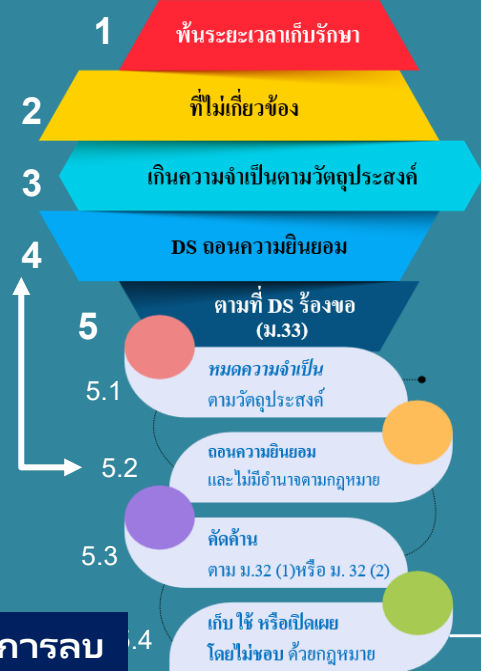 1 พ้นระยะเวลาเก็บรักษา
2 ที่ไม่เกี่ยวข้อง
3 เกินความจำเป็นตามวัตถุประสงค์
4 DS ถอนความยินยอม
5 ตามที่ DS ร้องขอ
(ม.33)
5.1 หมดความจำเป็น
ตามวัตถุประสงค์
5.2 ถอนความยินยอม
และไม่มีอำนาจตามกฎหมาย
5.3 คัดค้าน
ตาม ม.32 (1)หรือ ม. 32 (2)
.4 เก็บ ใช้ หรือเปิดเผย
โดยไม่ชอบ ด้วยกฎหมาย
การลบ